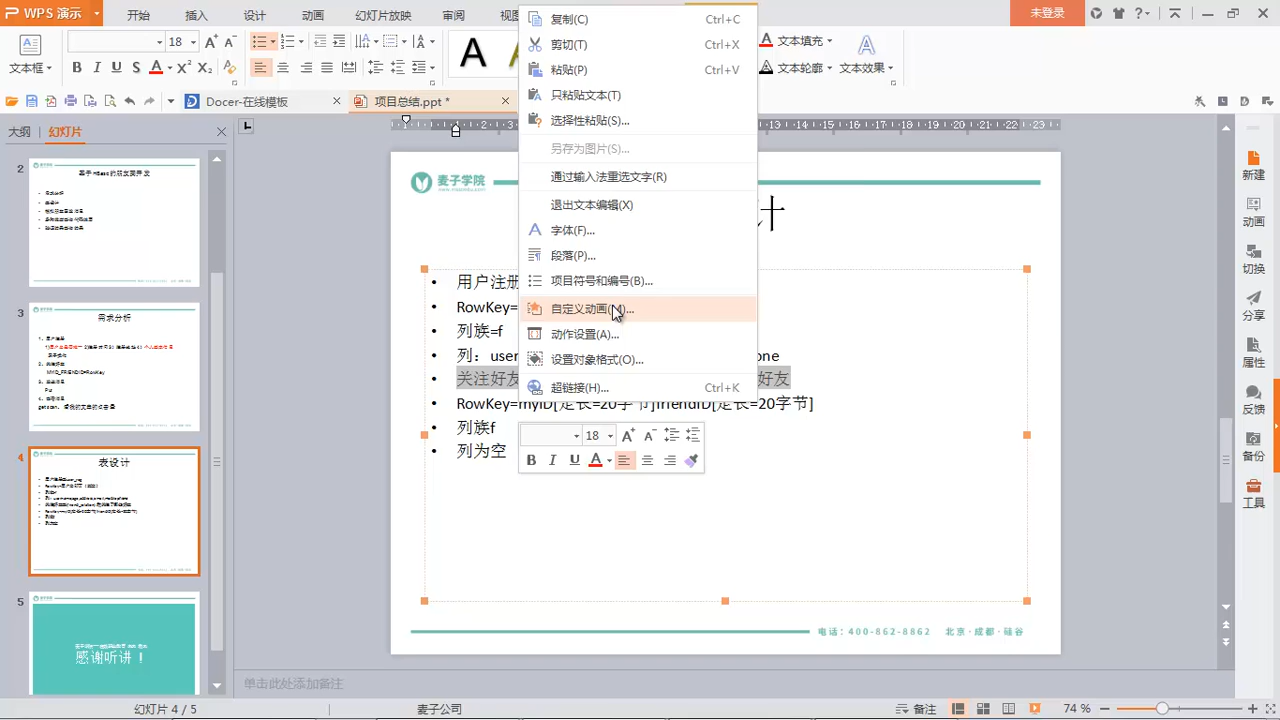 WPS 演示
开始
插入
设计
动画
幻灯片放映
审阅
视
未登录
复制(C) Ctrl+C
剪切(T) Ctrl+X
粘贴(P) Ctrl+V
只粘贴文本(T)
选择性粘贴(S)...
另存为图片(S)...
通过输入法重选文字(R)
退出文本编辑(X)
字体(F)...
段落(P)...
项目符号和编号(B)...
自定义动画(M)...
动作设置(A)...
设置对象格式(O)...
超链接(H)... Ctrl+K
文本框
18
文本填充
文本轮廓
文本效果
Docer-在线模板
项目总结.ppt *
大纲
幻灯片
2
3
需求分析
4
表设计
5
感谢听讲！
麦子学院
计
用户注册
RowKey=
列族=f
列：user
one
关注好友
好友
RowKey=myID[定长=20字节]friendID[定长=20字节]
列族f
列为空
18
电话：400-862-8862 北京·成都·硅谷
单击此处添加备注
新建
动画
切换
分享
属性
反馈
备份
工具
幻灯片 4 / 5
麦子公司
备注
74 %